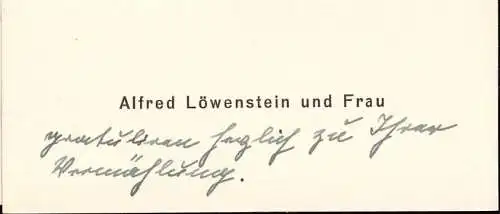 Alfred Löwenstein und Frau
gratulieren herzlich zu Ihrer
Vermählung.